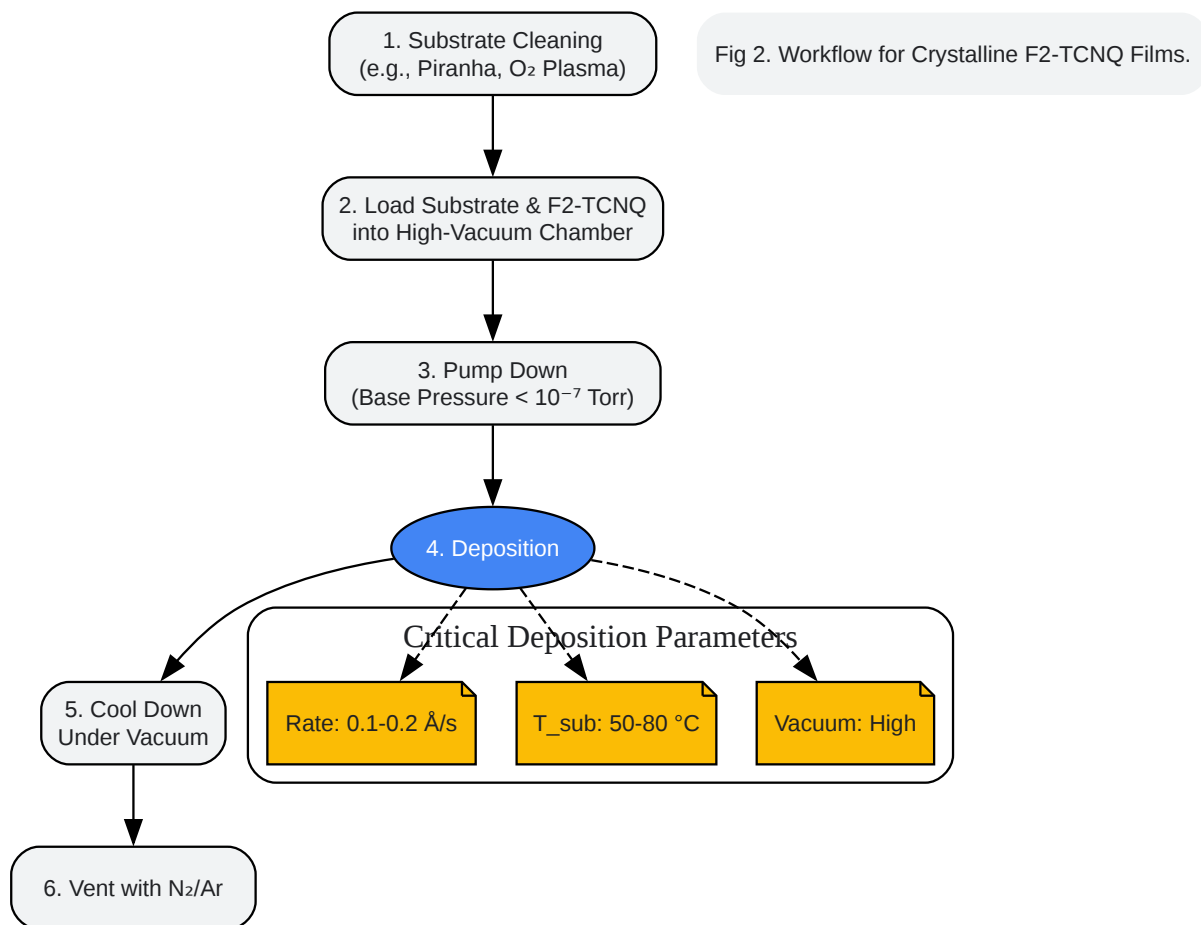 1. Substrate Cleaning
(e.g., Piranha, O₂ Plasma)
Fig 2. Workflow for Crystalline F2-TCNQ Films.
2. Load Substrate & F2-TCNQ
into High-Vacuum Chamber
3. Pump Down
(Base Pressure < 10⁻⁷ Torr)
4. Deposition
Critical Deposition Parameters
Rate: 0.1-0.2 Å/s
T_sub: 50-80 °C
Vacuum: High
5. Cool Down
Under Vacuum
6. Vent with N₂/Ar